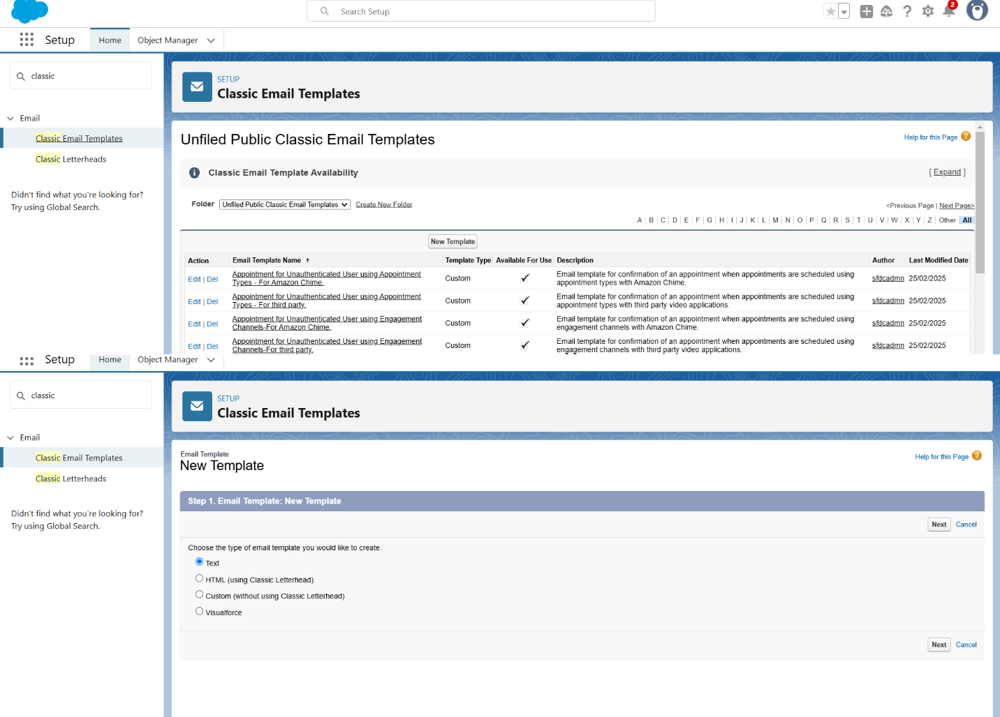 Search Setup
2
Setup
Home
Object Manager
classic
Email
Classic Email Templates
Classic Letterheads
Didn't find what you're looking for?
Try using Global Search.
SETUP
Classic Email Templates
Unfiled Public Classic Email Templates
Help for this Page ?
Classic Email Template Availability
[ Expand ]
Folder Unfiled Public Classic Email Templates Create New Folder
<Previous Page | Next Page>
A | B | C | D | E | F | G | H | I | J | K | L | M | N | O | P | Q | R | S | T | U | V | W | X | Y | Z | Other All
New Template
Action Email Template Name ↑ Template Type Available For Use Description Author Last Modified Date
Edit | Del Appointment for Unauthenticated User using Appointment Types - For Amazon Chime. Custom ✓ Email template for confirmation of an appointment when appointments are scheduled using appointment types with Amazon Chime. sfdcadmn 25/02/2025
Edit | Del Appointment for Unauthenticated User using Appointment Types - For third party. Custom ✓ Email template for confirmation of an appointment when appointments are scheduled using appointment types with third party video applications. sfdcadmn 25/02/2025
Edit | Del Appointment for Unauthenticated User using Engagement Channels-For Amazon Chime. Custom ✓ Email template for confirmation of an appointment when appointments are scheduled using engagement channels with Amazon Chime. sfdcadmn 25/02/2025
Edit | Del Appointment for Unauthenticated User using Engagement Channels-For third party. Custom ✓ Email template for confirmation of an appointment when appointments are scheduled using engagement channels with third party video applications. sfdcadmn 25/02/2025
Setup
Home
Object Manager
classic
Email
Classic Email Templates
Classic Letterheads
Didn't find what you're looking for?
Try using Global Search.
SETUP
Classic Email Templates
Email Template
New Template
Help for this Page ?
Step 1. Email Template: New Template
Next Cancel
Choose the type of email template you would like to create.
Text
HTML (using Classic Letterhead)
Custom (without using Classic Letterhead)
Visualforce
Next Cancel